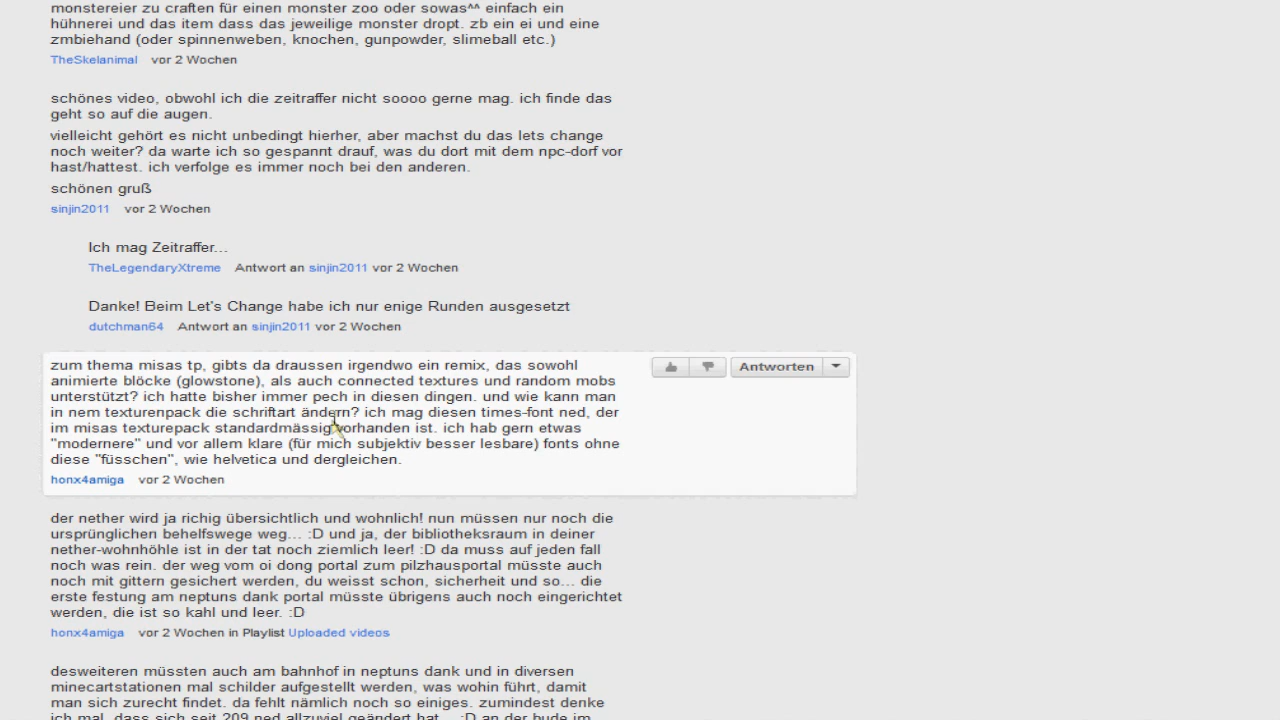 monstereier zu craften für einen monster zoo oder sowas^^ einfach ein
hühnerei und das item dass das jeweilige monster dropt. zb ein ei und eine
zmbiehand (oder spinnenweben, knochen, gunpowder, slimeball etc.)
TheSkelanimal vor 2 Wochen
schönes video, obwohl ich die zeitraffer nicht soooo gerne mag. ich finde das
geht so auf die augen.
vielleicht gehört es nicht unbedingt hierher, aber machst du das lets change
noch weiter? da warte ich so gespannt drauf, was du dort mit dem npc-dorf vor
hast/hattest. ich verfolge es immer noch bei den anderen.
schönen gruß
sinjin2011 vor 2 Wochen
Ich mag Zeitraffer...
TheLegendaryXtreme Antwort an sinjin2011 vor 2 Wochen
Danke! Beim Let's Change habe ich nur enige Runden ausgesetzt
dutchman64 Antwort an sinjin2011 vor 2 Wochen
zum thema misas tp, gibts da draussen irgendwo ein remix, das sowohl
animierte blöcke (glowstone), als auch connected textures und random mobs
unterstützt? ich hatte bisher immer pech in diesen dingen. und wie kann man
in nem texturenpack die schriftart ändern? ich mag diesen times-font ned, der
im misas texturepack standardmässig vorhanden ist. ich hab gern etwas
"modernere" und vor allem klare (für mich subjektiv besser lesbare) fonts ohne
diese "füsschen", wie helvetica und dergleichen.
Antworten
honx4amiga vor 2 Wochen
der nether wird ja richig übersichtlich und wohnlich! nun müssen nur noch die
ursprünglichen behelfswege weg... :D und ja, der bibliotheksraum in deiner
nether-wohnhöhle ist in der tat noch ziemlich leer! :D da muss auf jeden fall
noch was rein. der weg vom oi dong portal zum pilzhausportal müsste auch
noch mit gittern gesichert werden, du weisst schon, sicherheit und so... die
erste festung am neptuns dank portal müsste übrigens auch noch eingerichtet
werden, die ist so kahl und leer. :D
honx4amiga vor 2 Wochen in Playlist Uploaded videos
desweiteren müssten auch am bahnhof in neptuns dank und in diversen
minecartstationen mal schilder aufgestellt werden, was wohin führt, damit
man sich zurecht findet. da fehlt nämlich noch so einiges. zumindest denke
ich mal, dass sich seit 209 ned allzuviel geändert hat... :D an der bude im